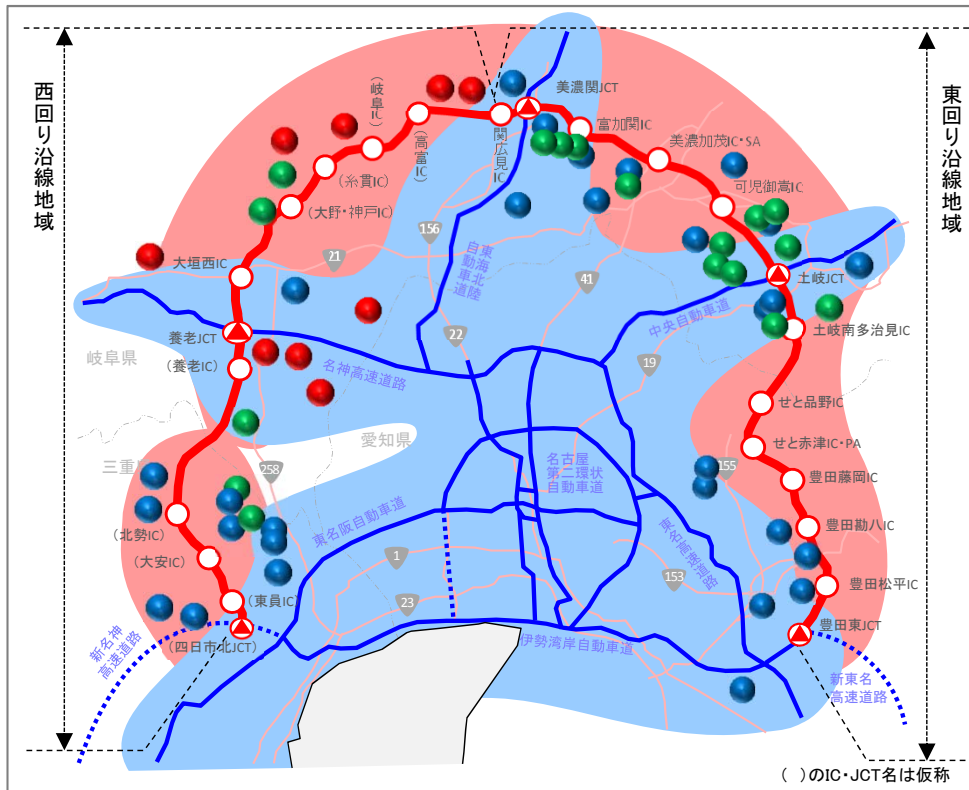 西回り沿線地域
東回り沿線地域
美濃関JCT
(岐阜IC)
(高富IC)
関広見IC
富加関IC
美濃加茂IC・SA
(糸貫IC)
可児御嵩IC
(大野・神戸IC)
156
東海北陸
自動車道
21
大垣西IC
41
土岐JCT
中央自動車道
養老JCT
22
土岐南多治見IC
岐阜県
(養老IC)
名神高速道路
19
せと品野IC
愛知県
せと赤津IC・PA
三重
258
名古屋
第二環状
自動車道
155
豊田藤岡IC
(北勢IC)
東名阪自動車道
豊田勘八IC
東名高速道路
(大安IC)
1
153
豊田松平IC
(東員IC)
23
豊田東JCT
(四日市北JCT)
新名神
高速道路
伊勢湾岸自動車道
新東名
高速道路
( )のIC・JCT名は仮称